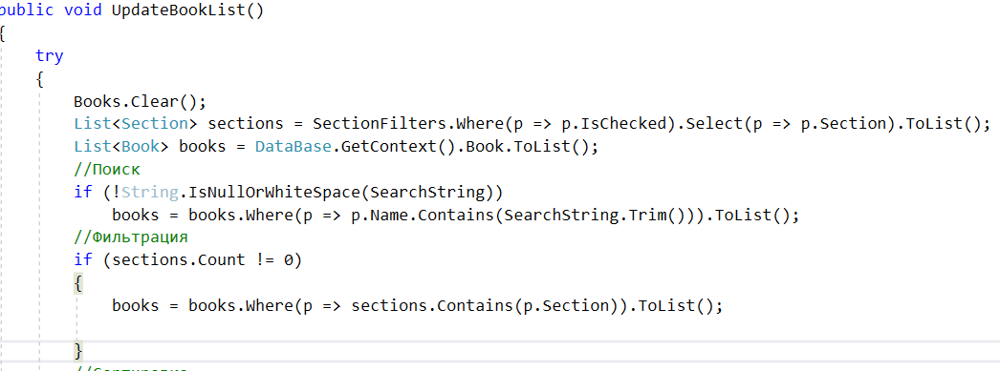 public void UpdateBookList()
{
try
{
Books.Clear();
List<Section> sections = SectionFilters.Where(p => p.IsChecked).Select(p => p.Section).ToList();
List<Book> books = DataBase.GetContext().Book.ToList();
//Поиск
if (!String.IsNullOrWhiteSpace(SearchString))
books = books.Where(p => p.Name.Contains(SearchString.Trim())).ToList();
//Фильтрация
if (sections.Count != 0)
{
books = books.Where(p => sections.Contains(p.Section)).ToList();
}